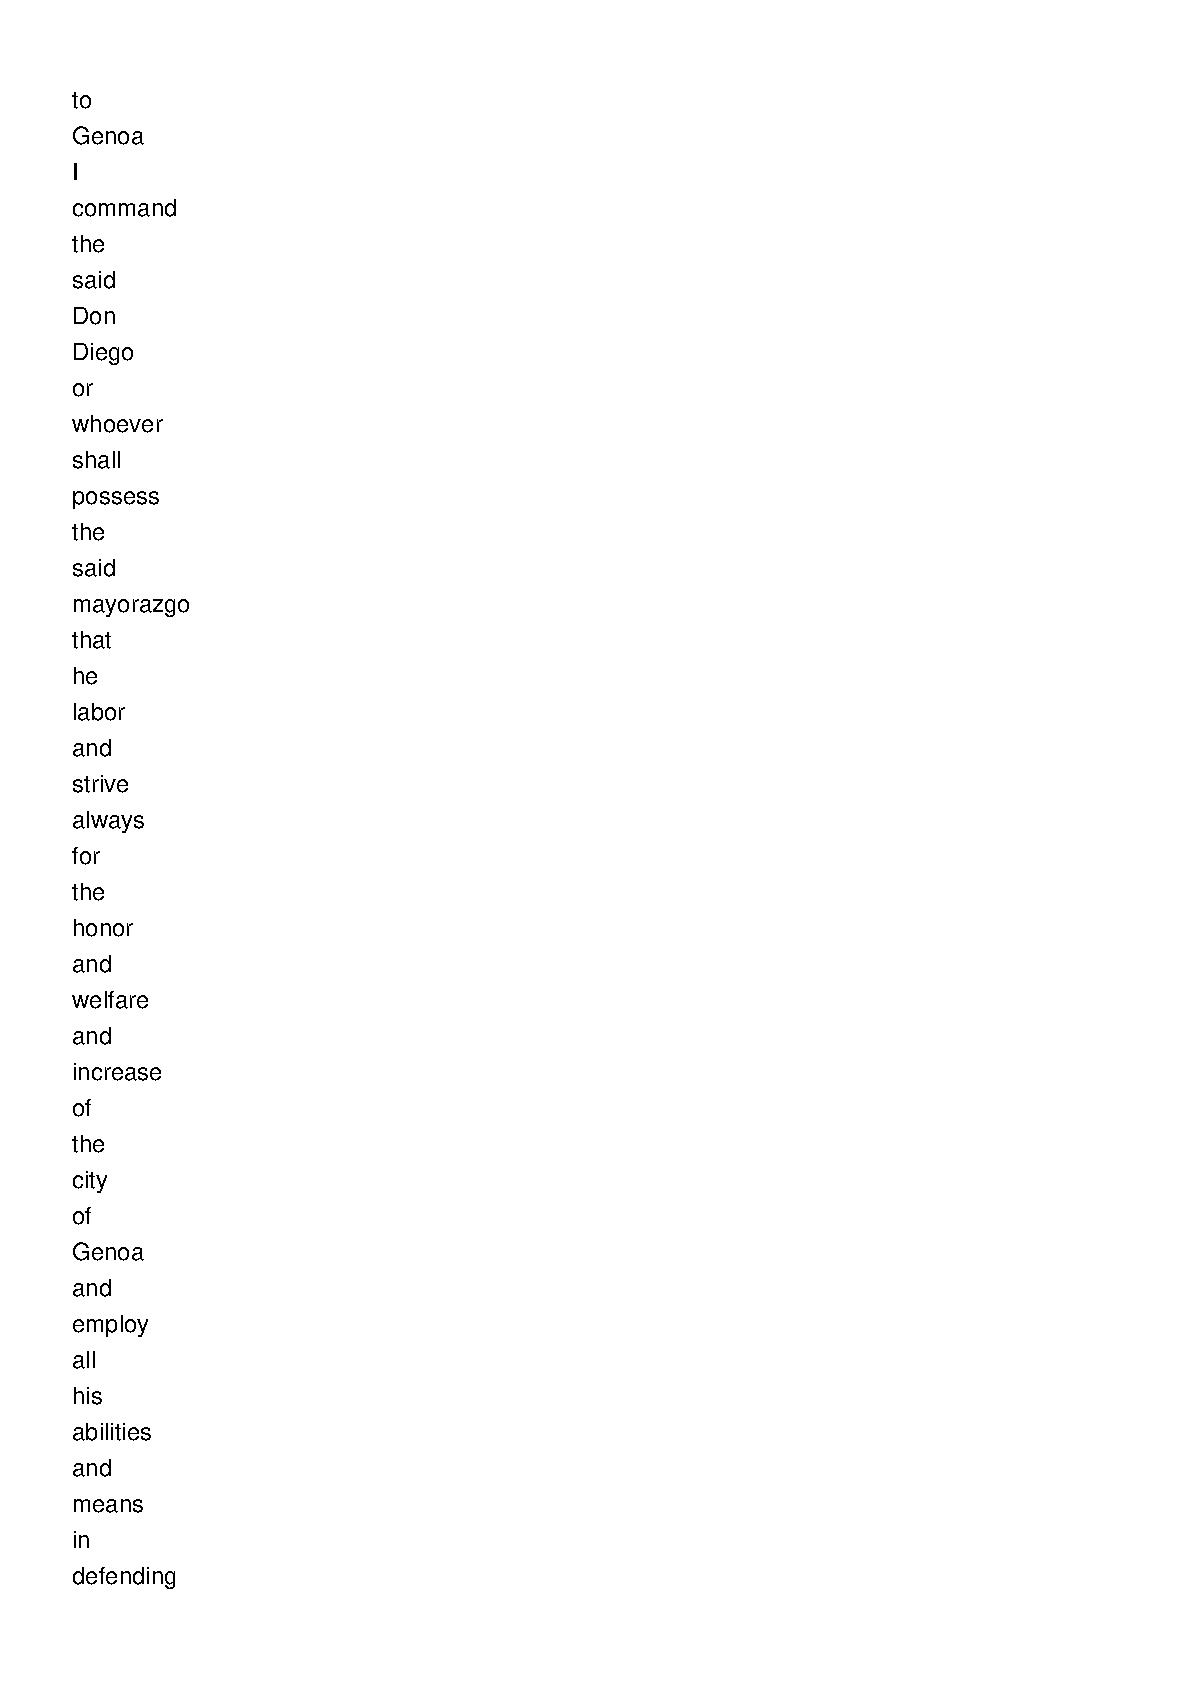 to
Genoa
I
command
the
said
Don
Diego
or
whoever
shall
possess
the
said
mayorazgo
that
he
labor
and
strive
always
for
the
honor
and
welfare
and
increase
of
the
city
of
Genoa
and
employ
all
his
abilities
and
means
in
defending